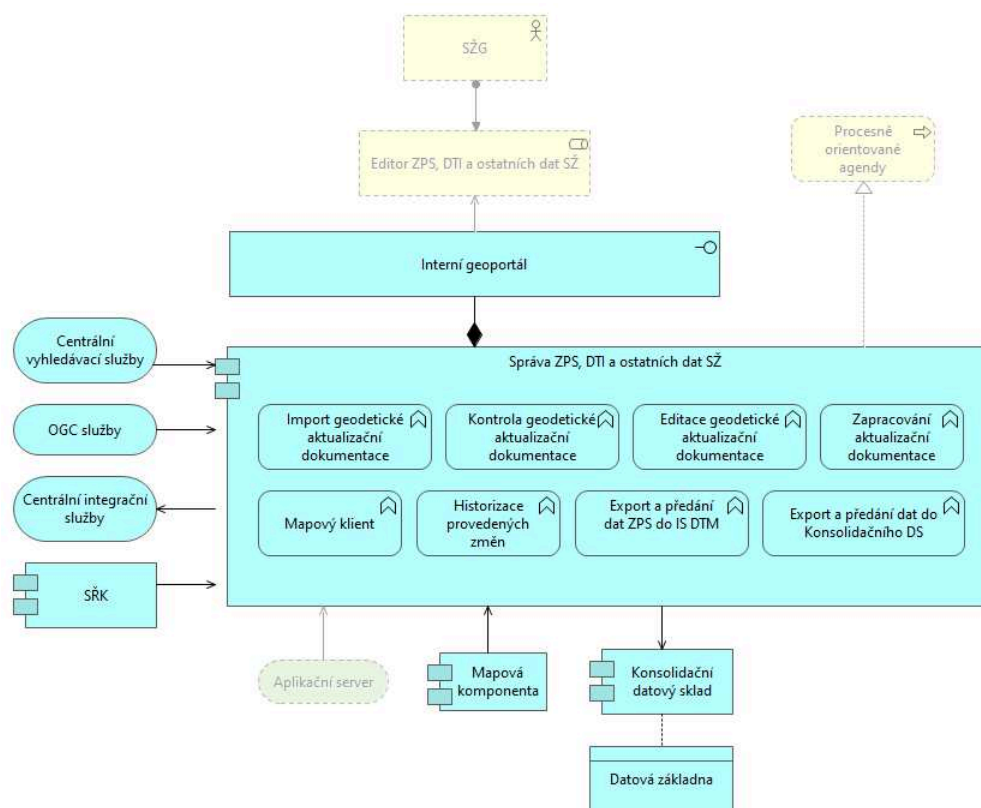 SŽG
Editor ZPS, DTI a ostatních dat SŽ
Procesně
orientované
agendy
Interní geoportál
Centrální
vyhledávací služby
OGC služby
Centrální integrační
služby
SŘK
Správa ZPS, DTI a ostatních dat SŽ
Import geodetické
aktualizační
dokumentace
Kontrola geodetické
aktualizační
dokumentace
Editace geodetické
aktualizační
dokumentace
Zapracování
aktualizační
dokumentace
Mapový klient
Historizace
provedených
změn
Export a předání
dat ZPS do IS DTM
Export a předání dat do
Konsolidačního DS
Aplikační server
Mapová
komponenta
Konsolidační
datový sklad
Datová základna